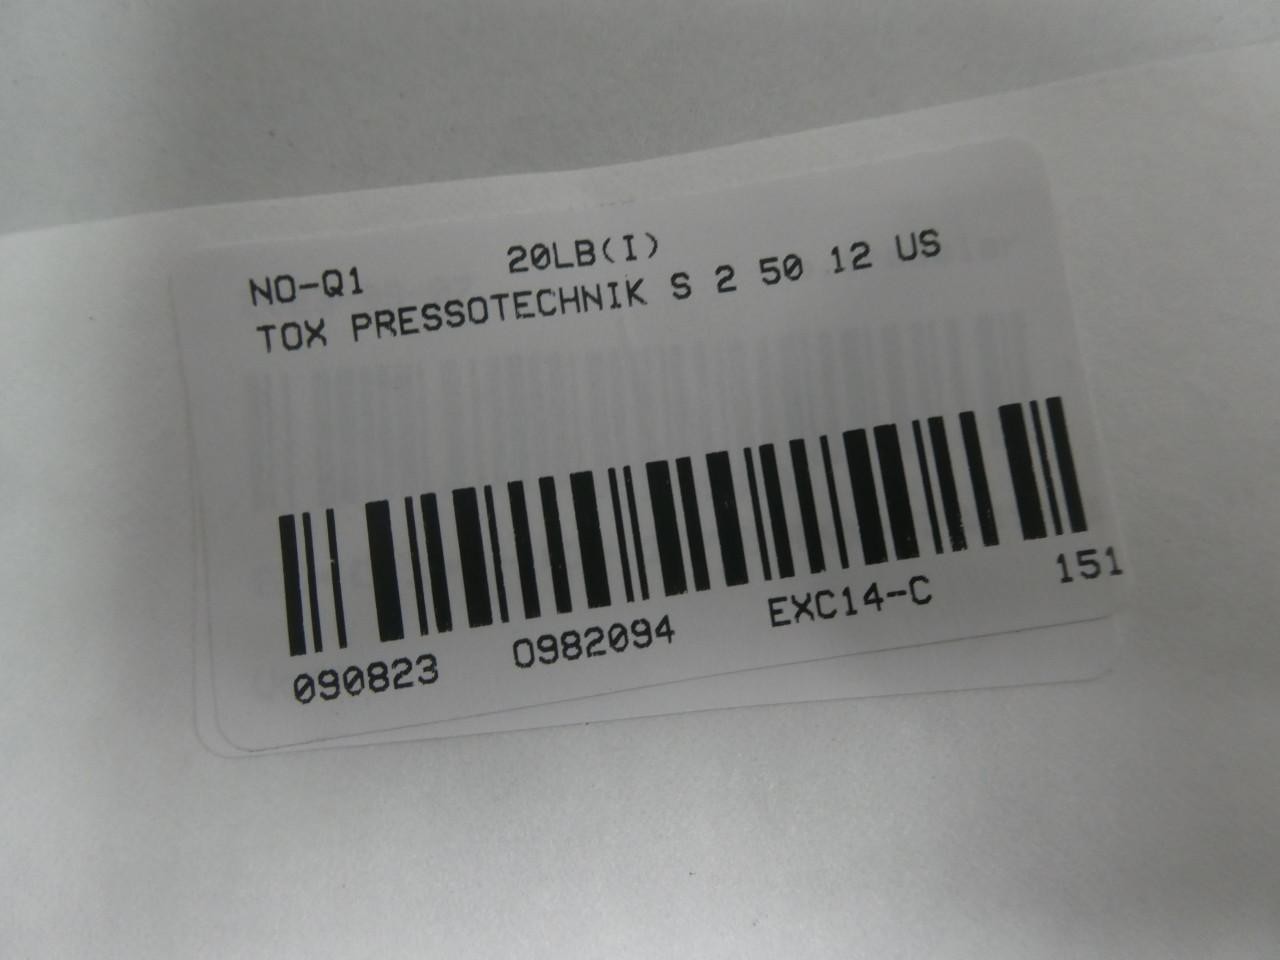 NO-Q1 20LB(I)
TOX PRESSOTECHNIK S 2 50 12 US
090823 0982094 EXC14-C 151